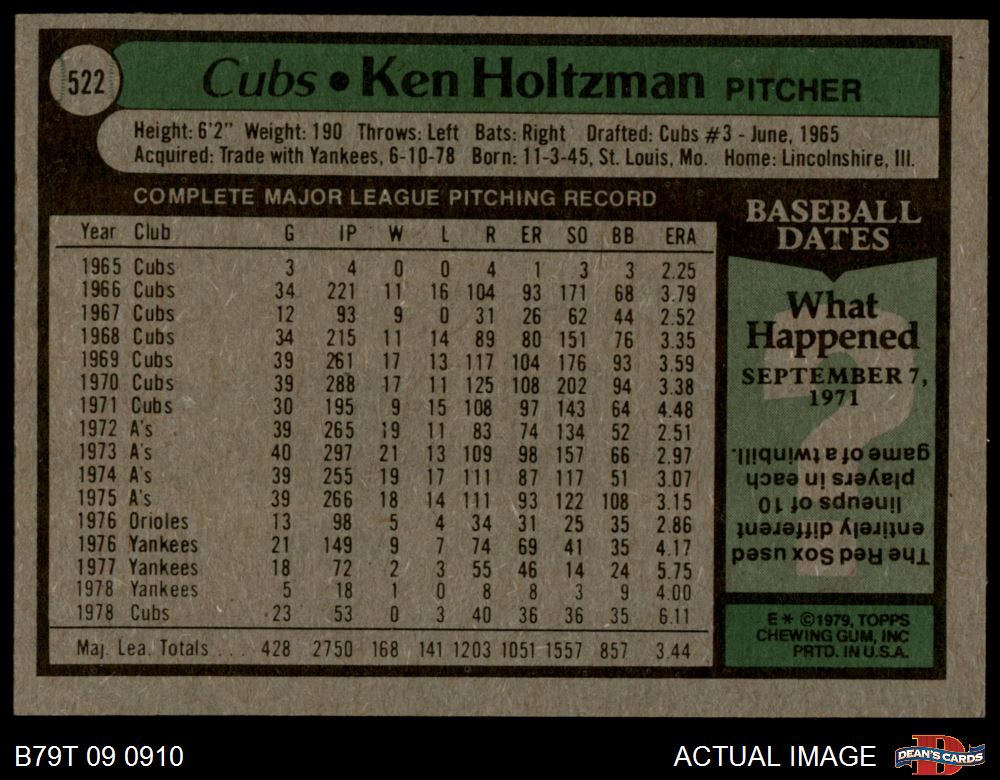 522
Cubs • Ken Holtzman PITCHER
Height: 6'2" Weight: 190 Throws: Left Bats: Right Drafted: Cubs #3 - June, 1965
Acquired: Trade with Yankees, 6-10-78 Born: 11-3-45, St. Louis, Mo. Home: Lincolnshire, Ill.
COMPLETE MAJOR LEAGUE PITCHING RECORD
Year Club G IP W L R ER SO BB ERA
1965 Cubs 3 4 0 0 4 1 3 3 2.25
1966 Cubs 34 221 11 16 104 93 171 68 3.79
1967 Cubs 12 93 9 0 31 26 62 44 2.52
1968 Cubs 34 215 11 14 89 80 151 76 3.35
1969 Cubs 39 261 17 13 117 104 176 93 3.59
1970 Cubs 39 288 17 11 125 108 202 94 3.38
1971 Cubs 30 195 9 15 108 97 143 64 4.48
1972 A's 39 265 19 11 83 74 134 52 2.51
1973 A's 40 297 21 13 109 98 157 66 2.97
1974 A's 39 255 19 17 111 87 117 51 3.07
1975 A's 39 266 18 14 111 93 122 108 3.15
1976 Orioles 13 98 5 4 34 31 25 35 2.86
1976 Yankees 21 149 9 7 74 69 41 35 4.17
1977 Yankees 18 72 2 3 55 46 14 24 5.75
1978 Yankees 5 18 1 0 8 8 3 9 4.00
1978 Cubs 23 53 0 3 40 36 36 35 6.11
Maj. Lea. Totals . . . 428 2750 168 141 1203 1051 1557 857 3.44
BASEBALL
DATES
What
Happened
SEPTEMBER 7,
1971
The Red Sox used
entirely different
lineups of 10
players in each
game of a twinbill.
E * ©1979, TOPPS
CHEWING GUM, INC
PRTD. IN U.S.A.
B79T 09 0910
ACTUAL IMAGE
D
DEAN'S CARDS